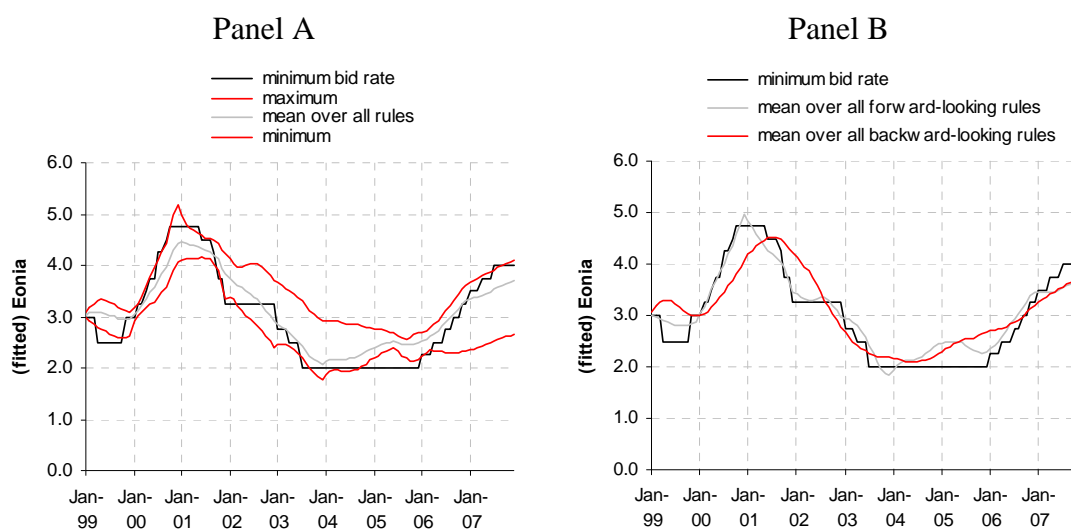 Panel A
minimum bid rate
maximum
mean over all rules
minimum
(fitted) Eonia
6.0
5.0
4.0
3.0
2.0
1.0
0.0
Jan-99 Jan-00 Jan-01 Jan-02 Jan-03 Jan-04 Jan-05 Jan-06 Jan-07
Panel B
minimum bid rate
mean over all forward-looking rules
mean over all backward-looking rules
(fitted) Eonia
6.0
5.0
4.0
3.0
2.0
1.0
0.0
Jan-99 Jan-00 Jan-01 Jan-02 Jan-03 Jan-04 Jan-05 Jan-06 Jan-07